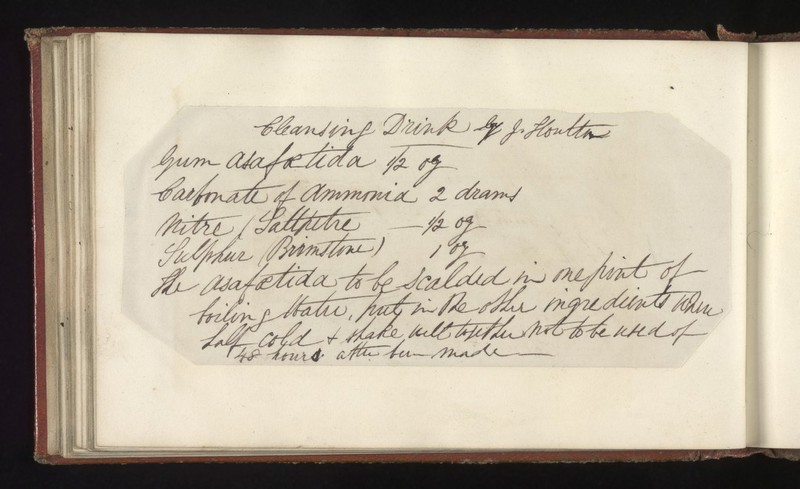 Cleansing Drink by J. Houlton
Gum Asafœtida 1/2 oz
Carbonate of Ammonia 2 drams
Nitre (Saltpetre — 1/2 oz
Sulphur (Brimstone) 1 oz
The Asafœtida to be scalded in one pint of
boiling Water, put in the other ingredients when
half cold & shake well together not to be used of
48 hours after been made —